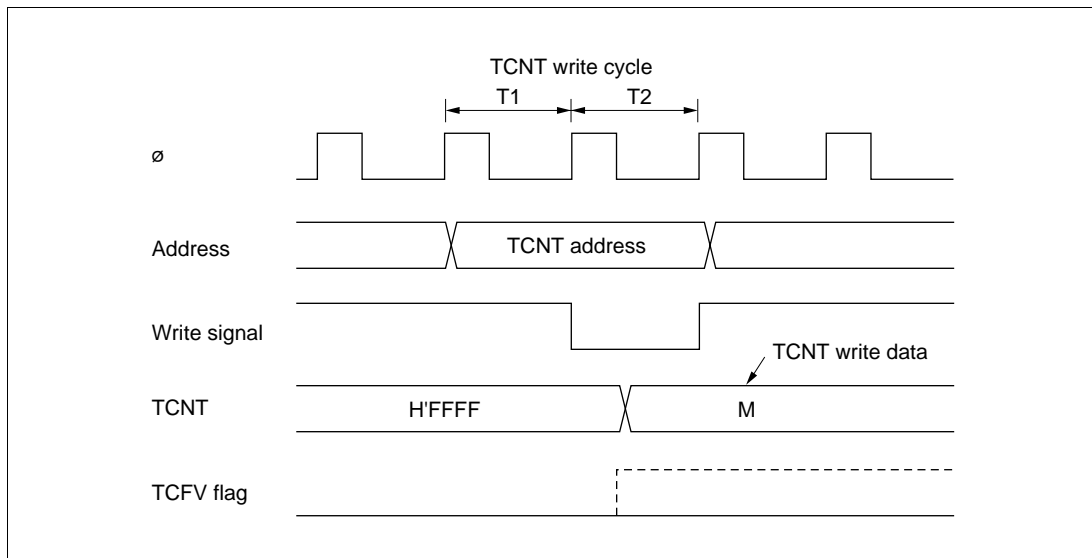 TCNT write cycle
T1 T2
ø
Address TCNT address
Write signal
TCNT write data
TCNT H'FFFF M
TCFV flag